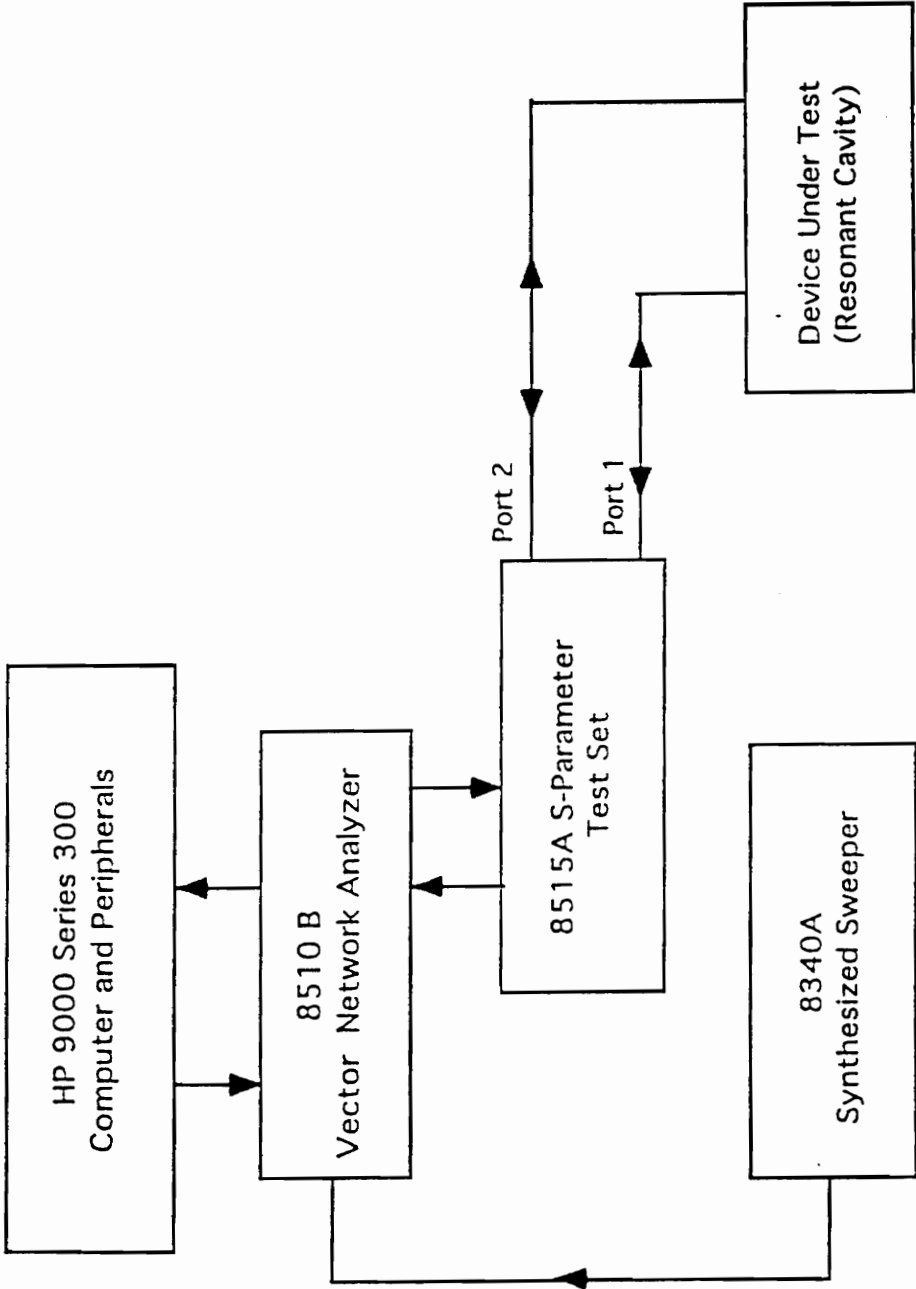 HP 9000 Series 300
Computer and Peripherals
8510 B
Vector Network Analyzer
8515A S-Parameter
Test Set
Port 2
Port 1
8340A
Synthesized Sweeper
Device Under Test
(Resonant Cavity)